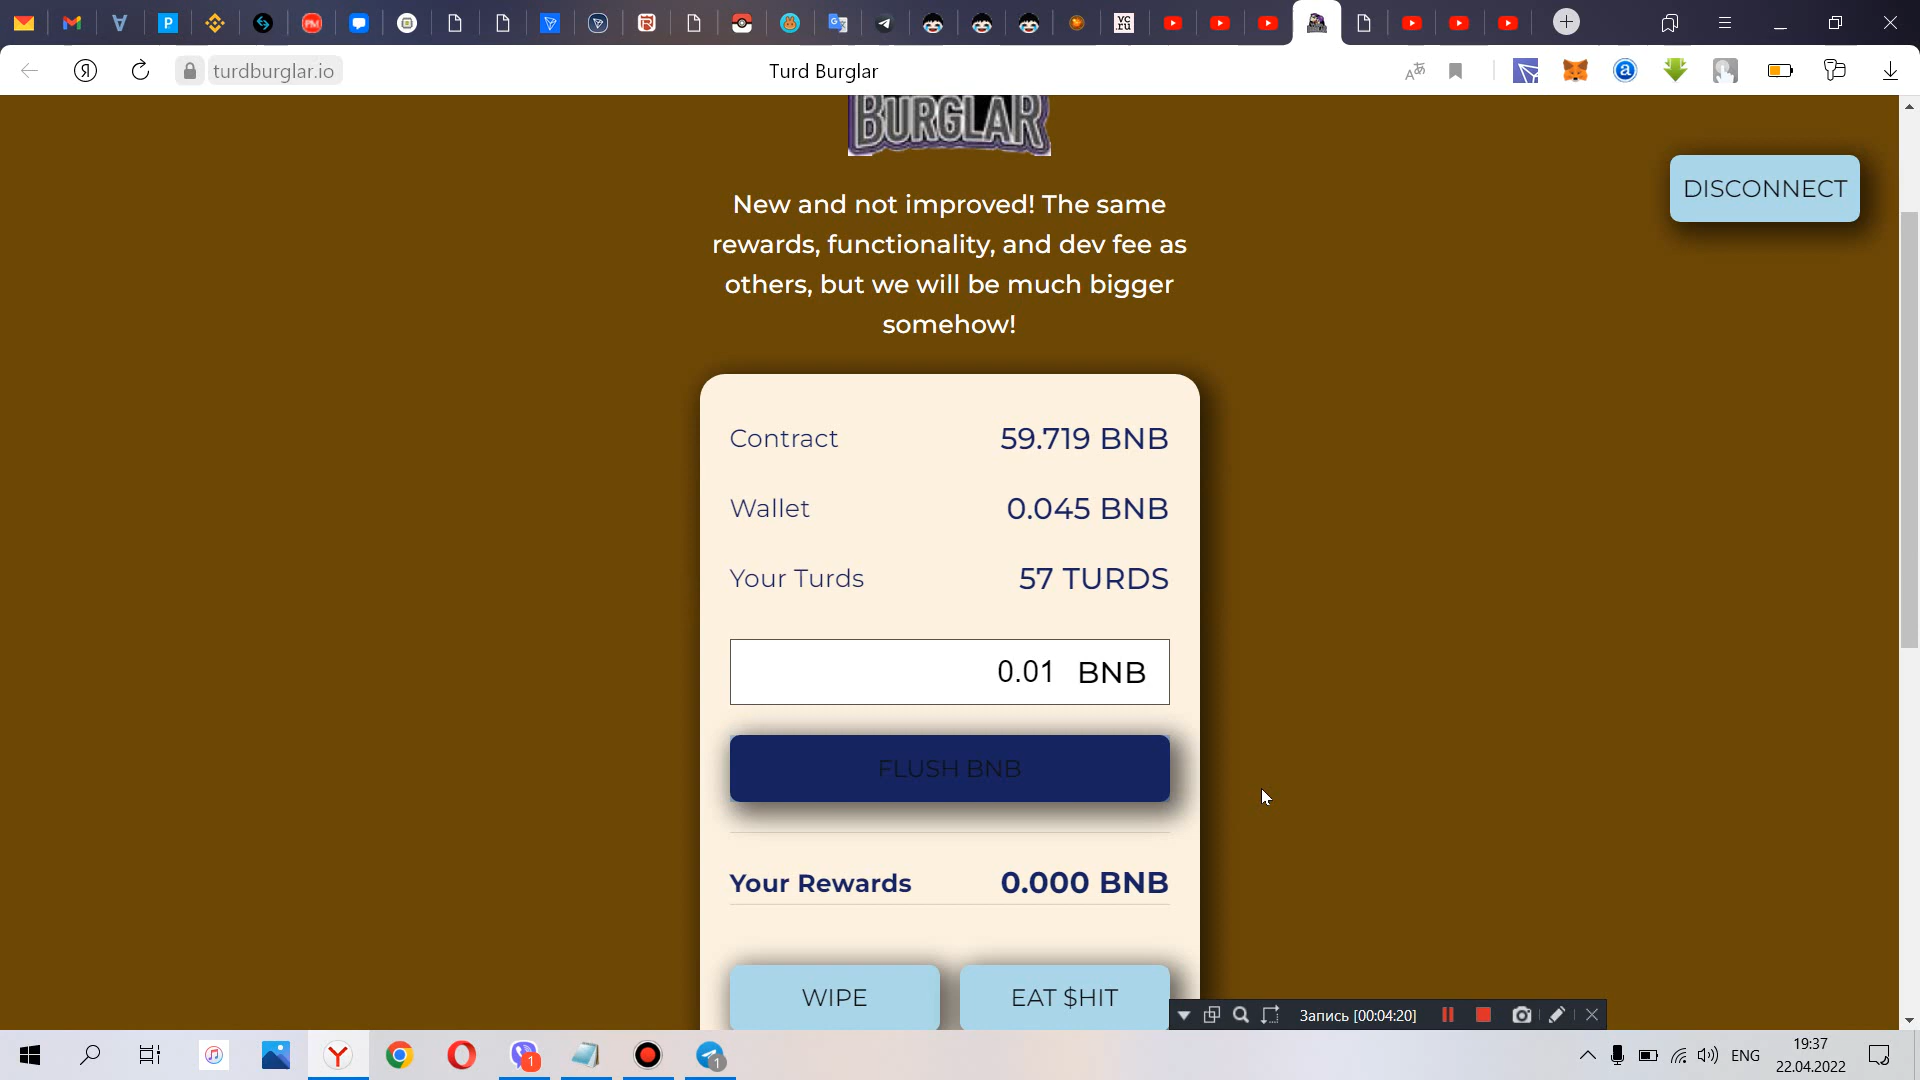 turdburglar.io
Turd Burglar
BURGLAR
DISCONNECT
New and not improved! The same
rewards, functionality, and dev fee as
others, but we will be much bigger
somehow!
Contract 59.719 BNB
Wallet 0.045 BNB
Your Turds 57 TURDS
0.01 BNB
FLUSH BNB
Your Rewards 0.000 BNB
WIPE EAT $HIT
Запись [00:04:20]
ENG
19:37
22.04.2022